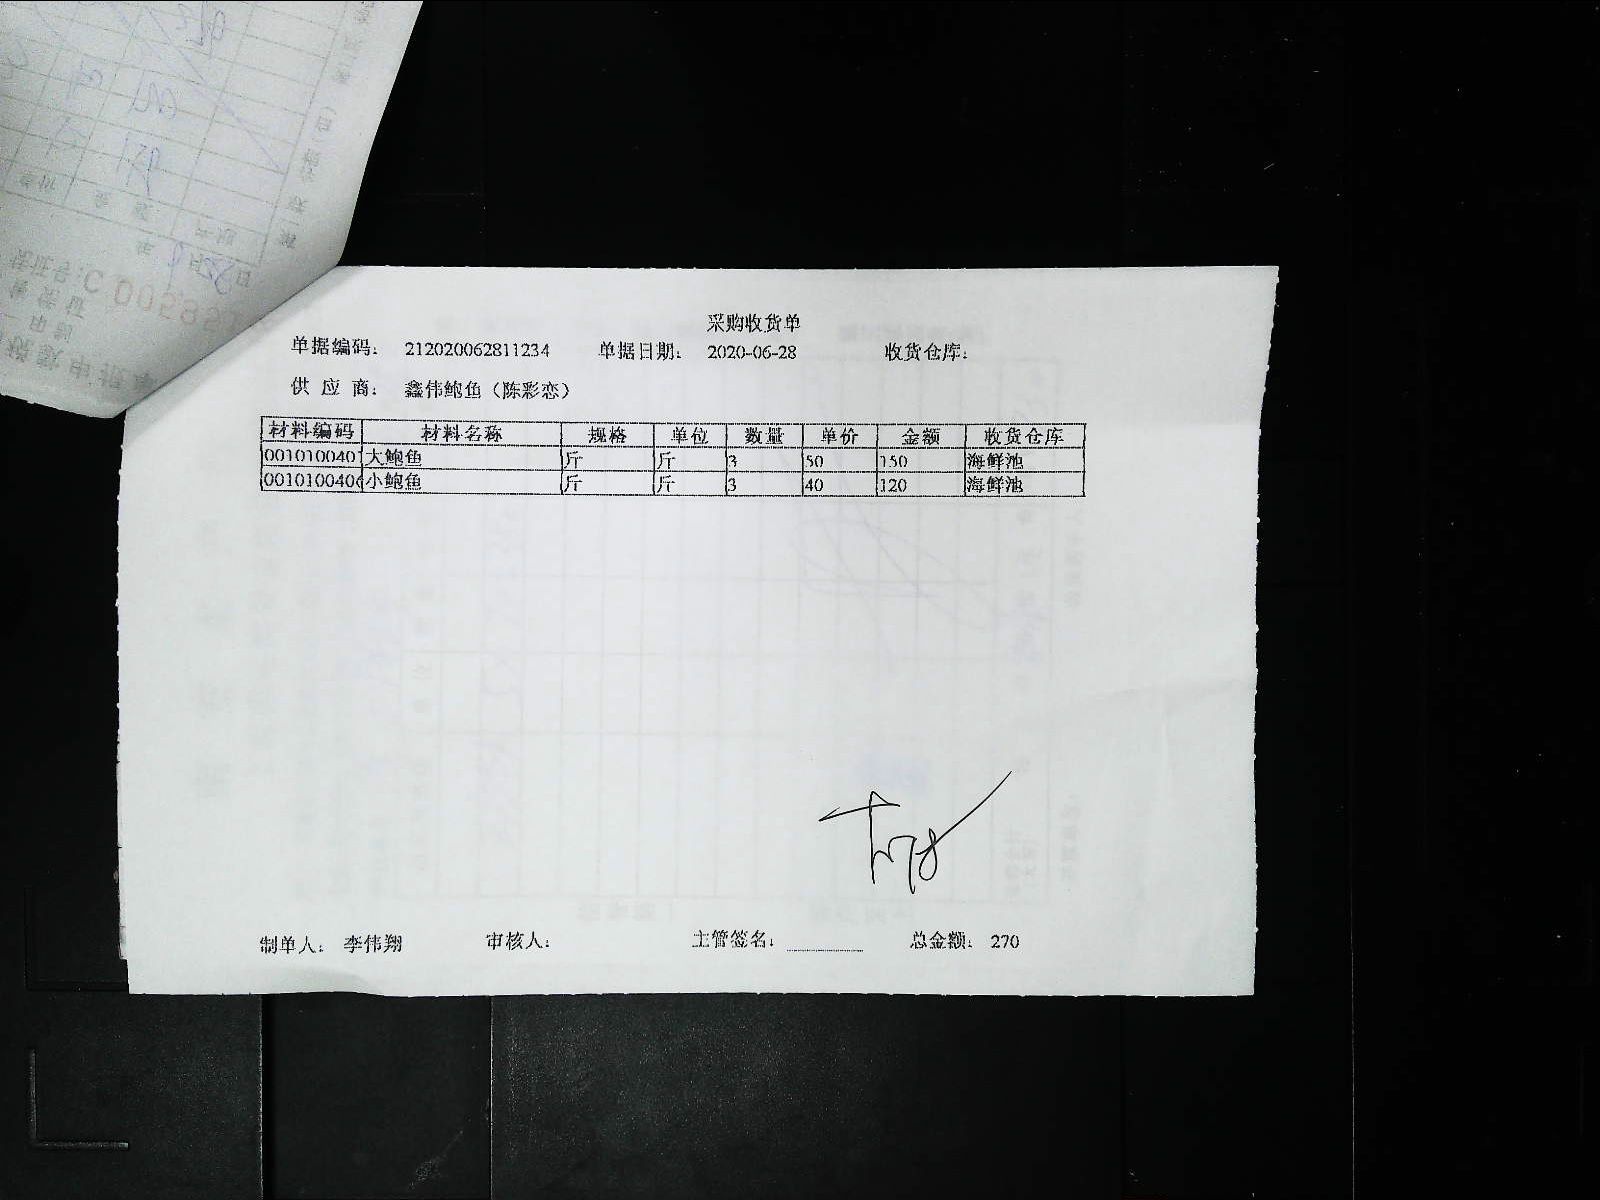 采购收货单
单据编码： 212020062811234 单据日期： 2020-06-28 收货仓库：
供 应 商： 鑫伟鲍鱼（陈彩恋）
材料编码 材料名称 规格 单位 数量 单价 金额 收货仓库
001010040 大鲍鱼 斤 斤 3 50 150 海鲜池
001010040 小鲍鱼 斤 斤 3 40 120 海鲜池
制单人： 李伟翔 审核人： 主管签名： 总金额： 270